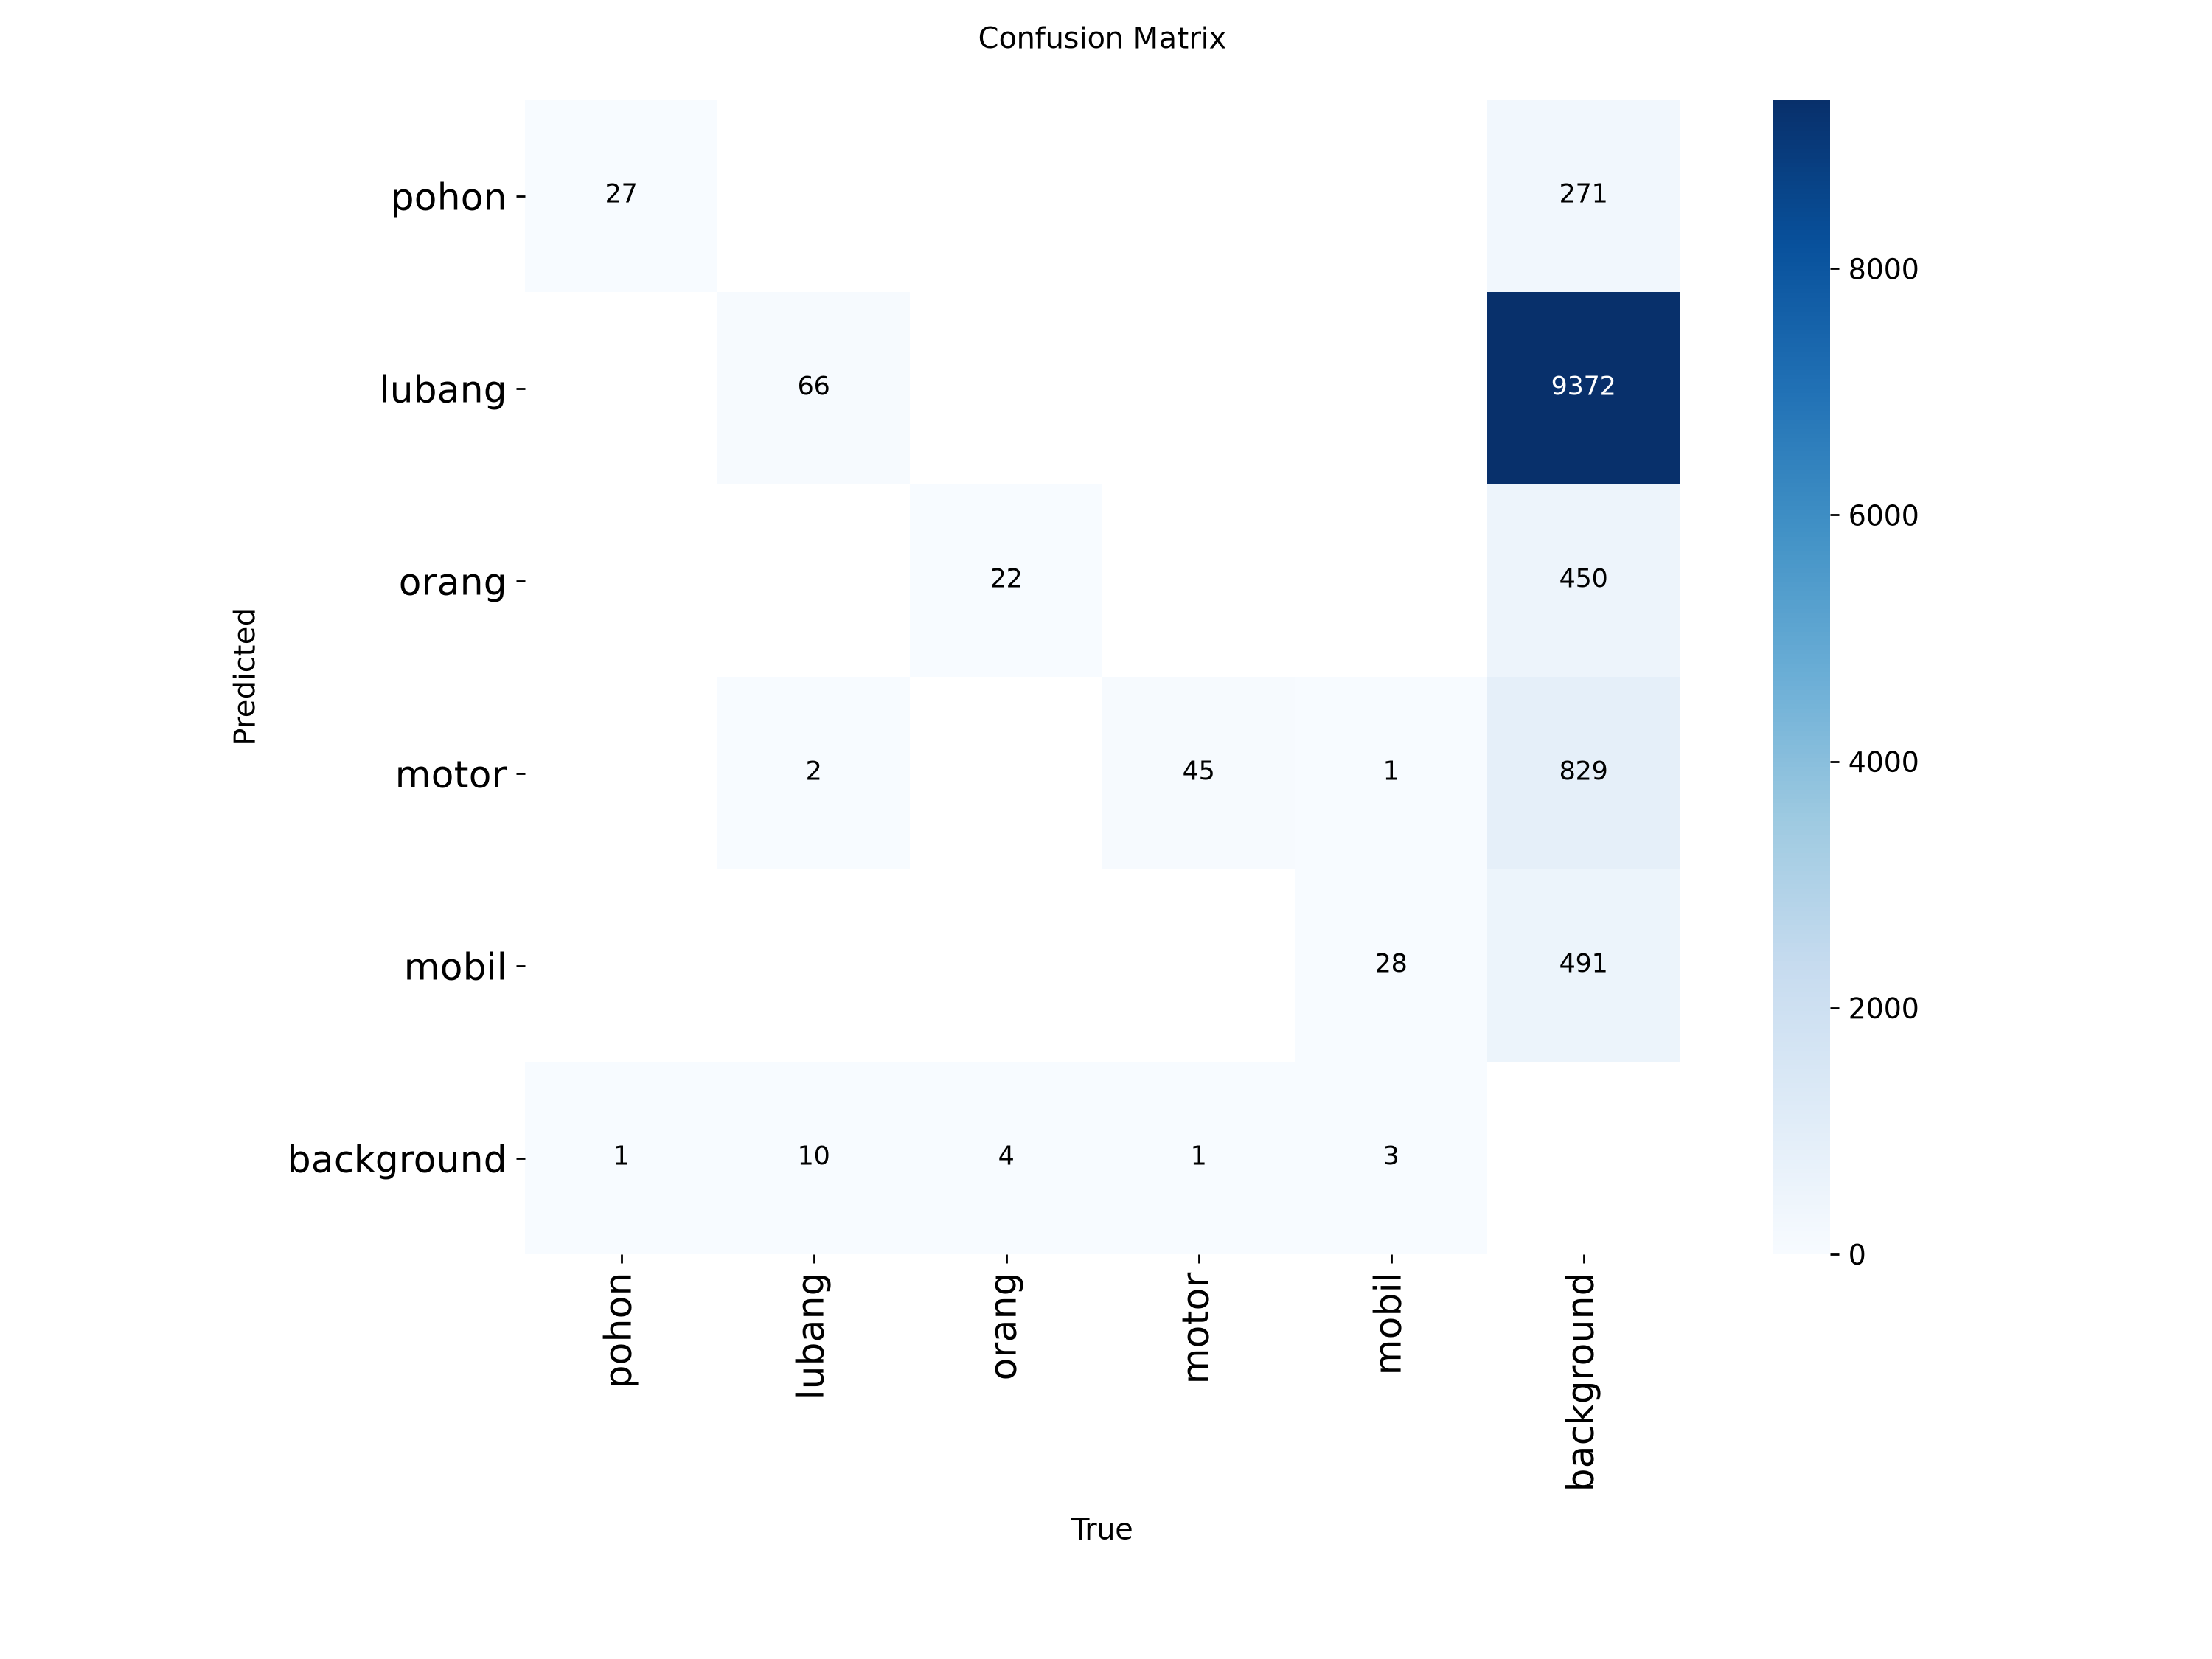 Confusion Matrix
pohon
27
271
8000
lubang
66
9372
6000
orang
22
450
Predicted
motor
2
45
1
829
4000
mobil
28
491
2000
background
1
10
4
1
3
0
pohon
lubang
orang
motor
mobil
background
True